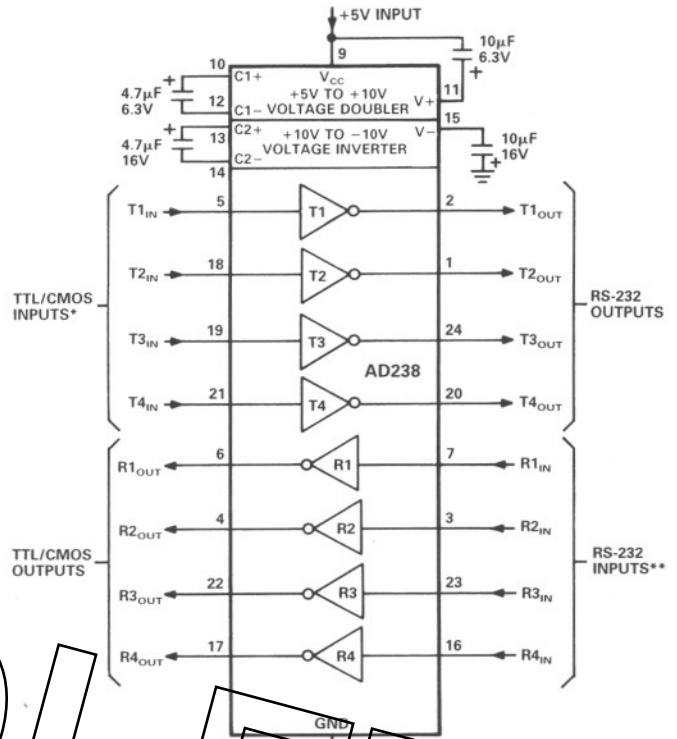 +5V INPUT
9
10µF
6.3V
+
10
+
4.7µF
6.3V
12
C1+
C1−
VCC
+5V TO +10V
VOLTAGE DOUBLER
V+
11
+
4.7µF
16V
13
14
C2+
C2−
+10V TO −10V
VOLTAGE INVERTER
V−
15
10µF
16V
+
TTL/CMOS
INPUTS*
T1IN
5
T1
2
T1OUT
T2IN
18
T2
1
T2OUT
T3IN
19
T3
24
T3OUT
AD238
T4IN
21
T4
20
T4OUT
RS-232
OUTPUTS
TTL/CMOS
OUTPUTS
R1OUT
6
R1
7
R1IN
R2OUT
4
R2
3
R2IN
R3OUT
22
R3
23
R3IN
R4OUT
17
R4
16
R4IN
RS-232
INPUTS**
GND